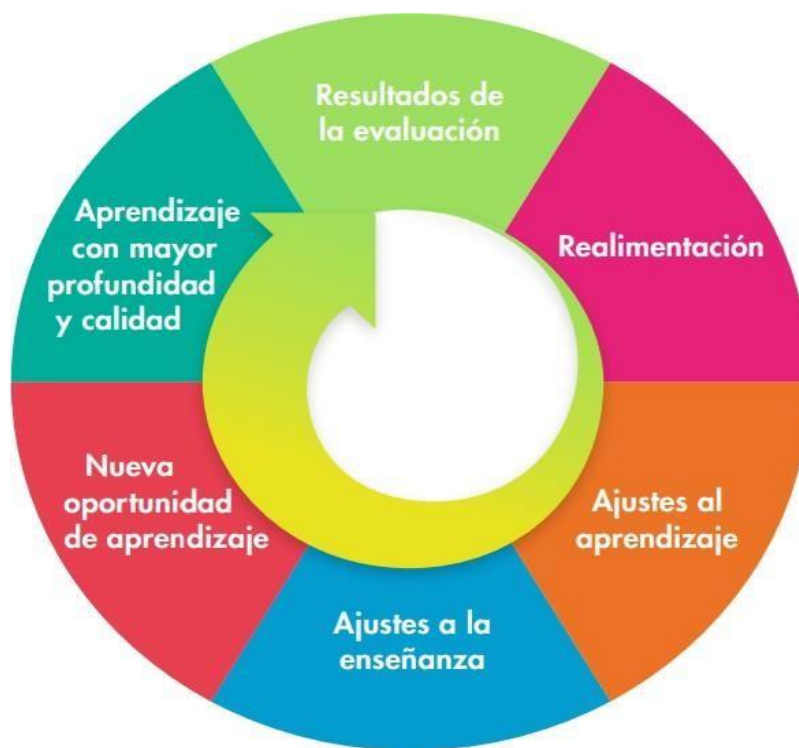 Resultados de
la evaluación
Realimentación
Ajustes al
aprendizaje
Ajustes a la
enseñanza
Nueva
oportunidad
de aprendizaje
Aprendizaje
con mayor
profundidad
y calidad